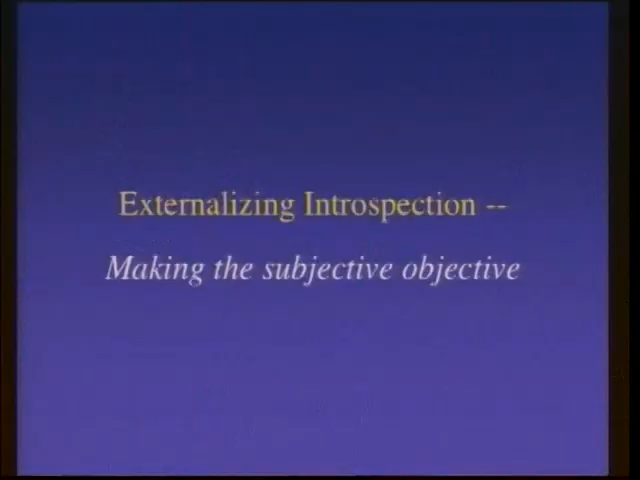 Externalizing Introspection --
Making the subjective objective